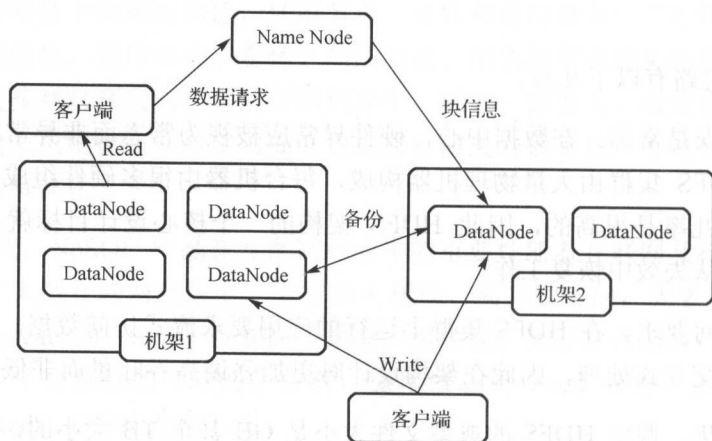 Name Node
客户端
数据请求
块信息
Read
DataNode
DataNode
备份
DataNode
DataNode
DataNode
DataNode
机架2
机架1
Write
客户端